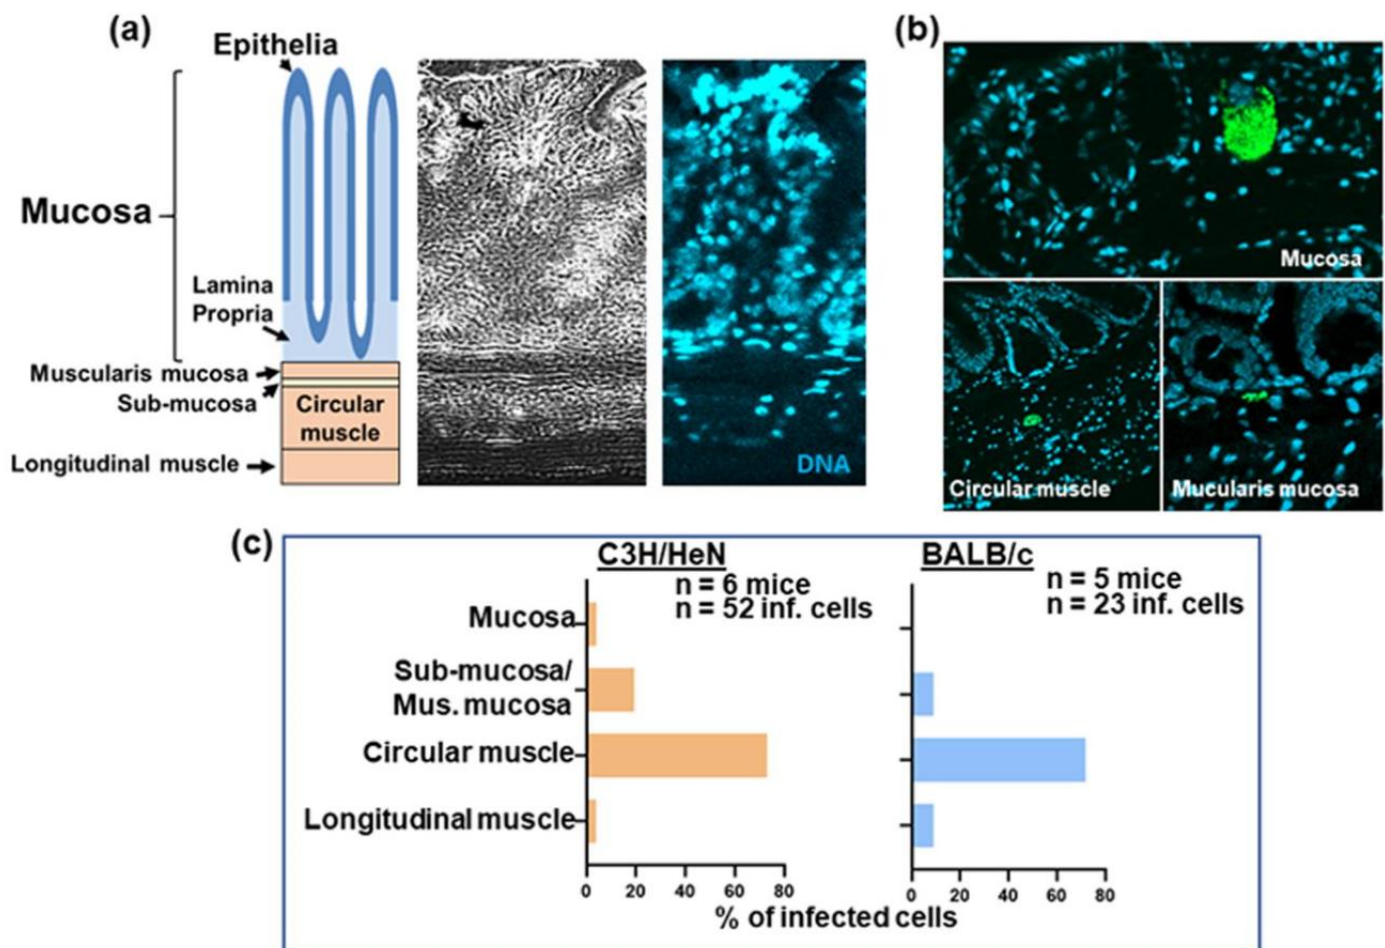 (a)
Epithelia
Mucosa
Lamina
Propria
Muscularis mucosa
Sub-mucosa
Circular
muscle
Longitudinal muscle
DNA
(b)
Mucosa
Circular muscle
Mucularis mucosa
(c)
C3H/HeN
n = 6 mice
n = 52 inf. cells
BALB/c
n = 5 mice
n = 23 inf. cells
Mucosa
Sub-mucosa/
Mus. mucosa
Circular muscle
Longitudinal muscle
0 20 40 60 80
0 20 40 60 80
% of infected cells